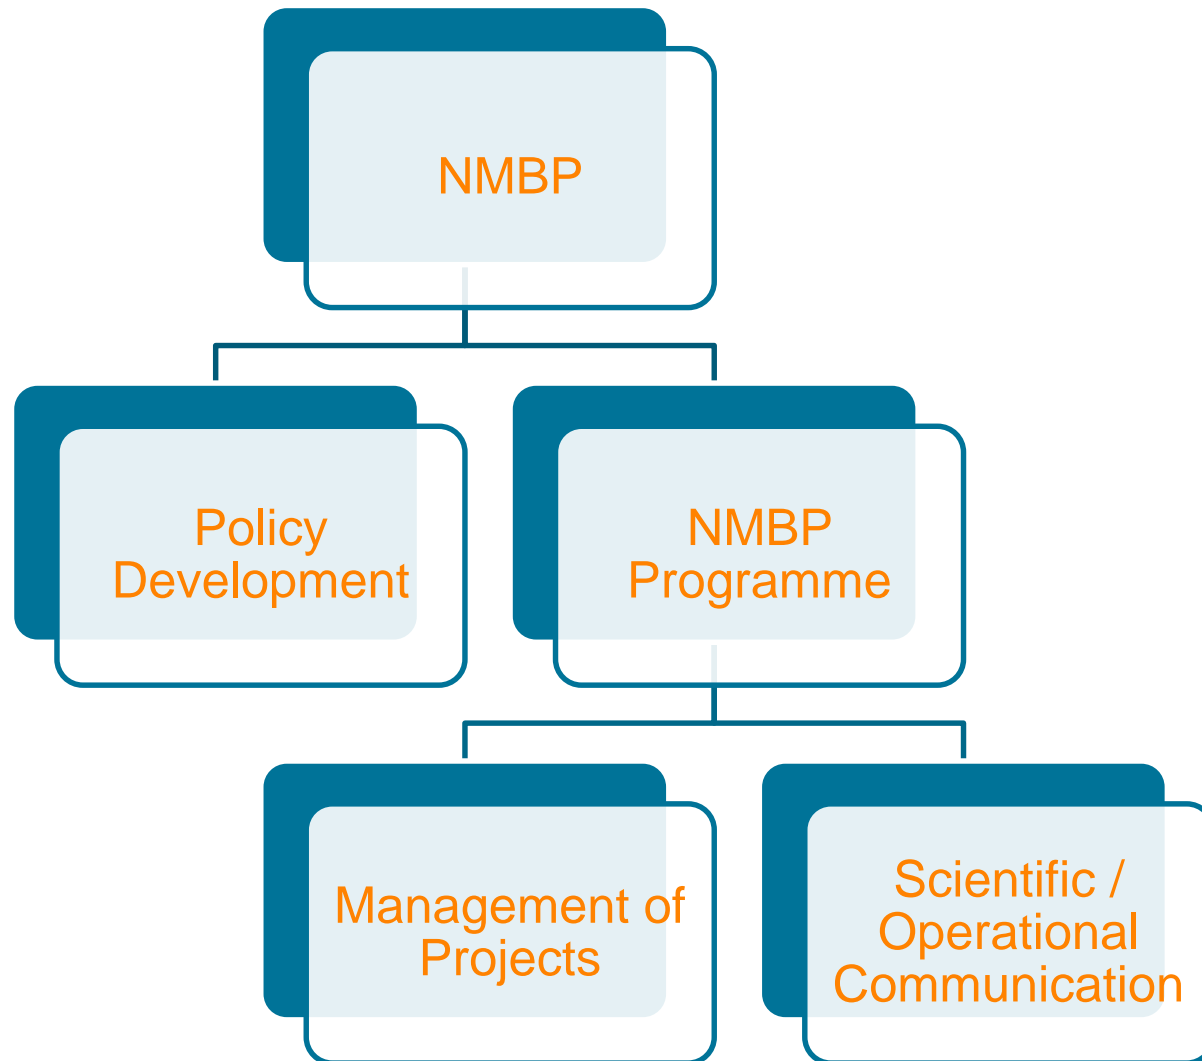 NMBP
Policy
Development
NMBP
Programme
Management of
Projects
Scientific /
Operational
Communication